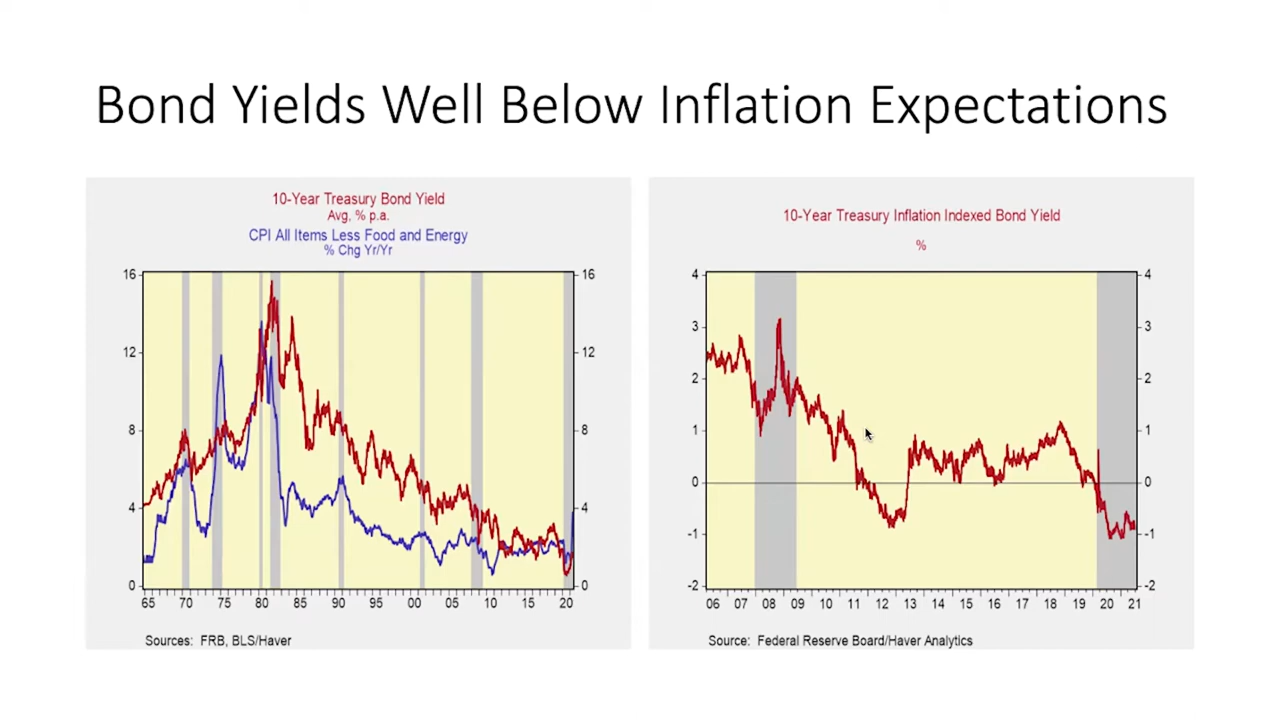 Bond Yields Well Below Inflation Expectations
10-Year Treasury Bond Yield
Avg, % p.a.
CPI All Items Less Food and Energy
% Chg Yr/Yr
16 16
12 12
8 8
4 4
0 0
65 70 75 80 85 90 95 00 05 10 15 20
Sources: FRB, BLS/Haver
10-Year Treasury Inflation Indexed Bond Yield
%
4 4
3 3
2 2
1 1
0 0
-1 -1
-2 -2
06 07 08 09 10 11 12 13 14 15 16 17 18 19 20 21
Source: Federal Reserve Board/Haver Analytics